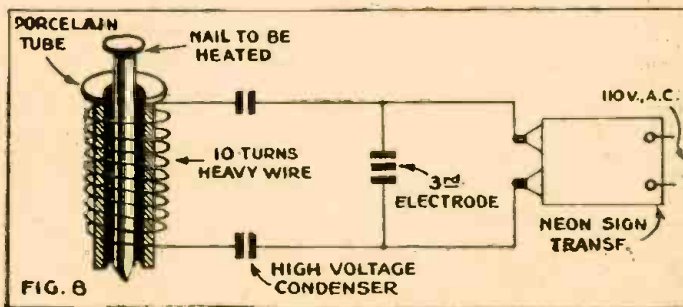 PORCELAIN
TUBE
NAIL TO BE
HEATED
10 TURNS
HEAVY WIRE
3rd
ELECTRODE
HIGH VOLTAGE
CONDENSER
110 V., A.C.
NEON SIGN
TRANSF.
FIG. 8